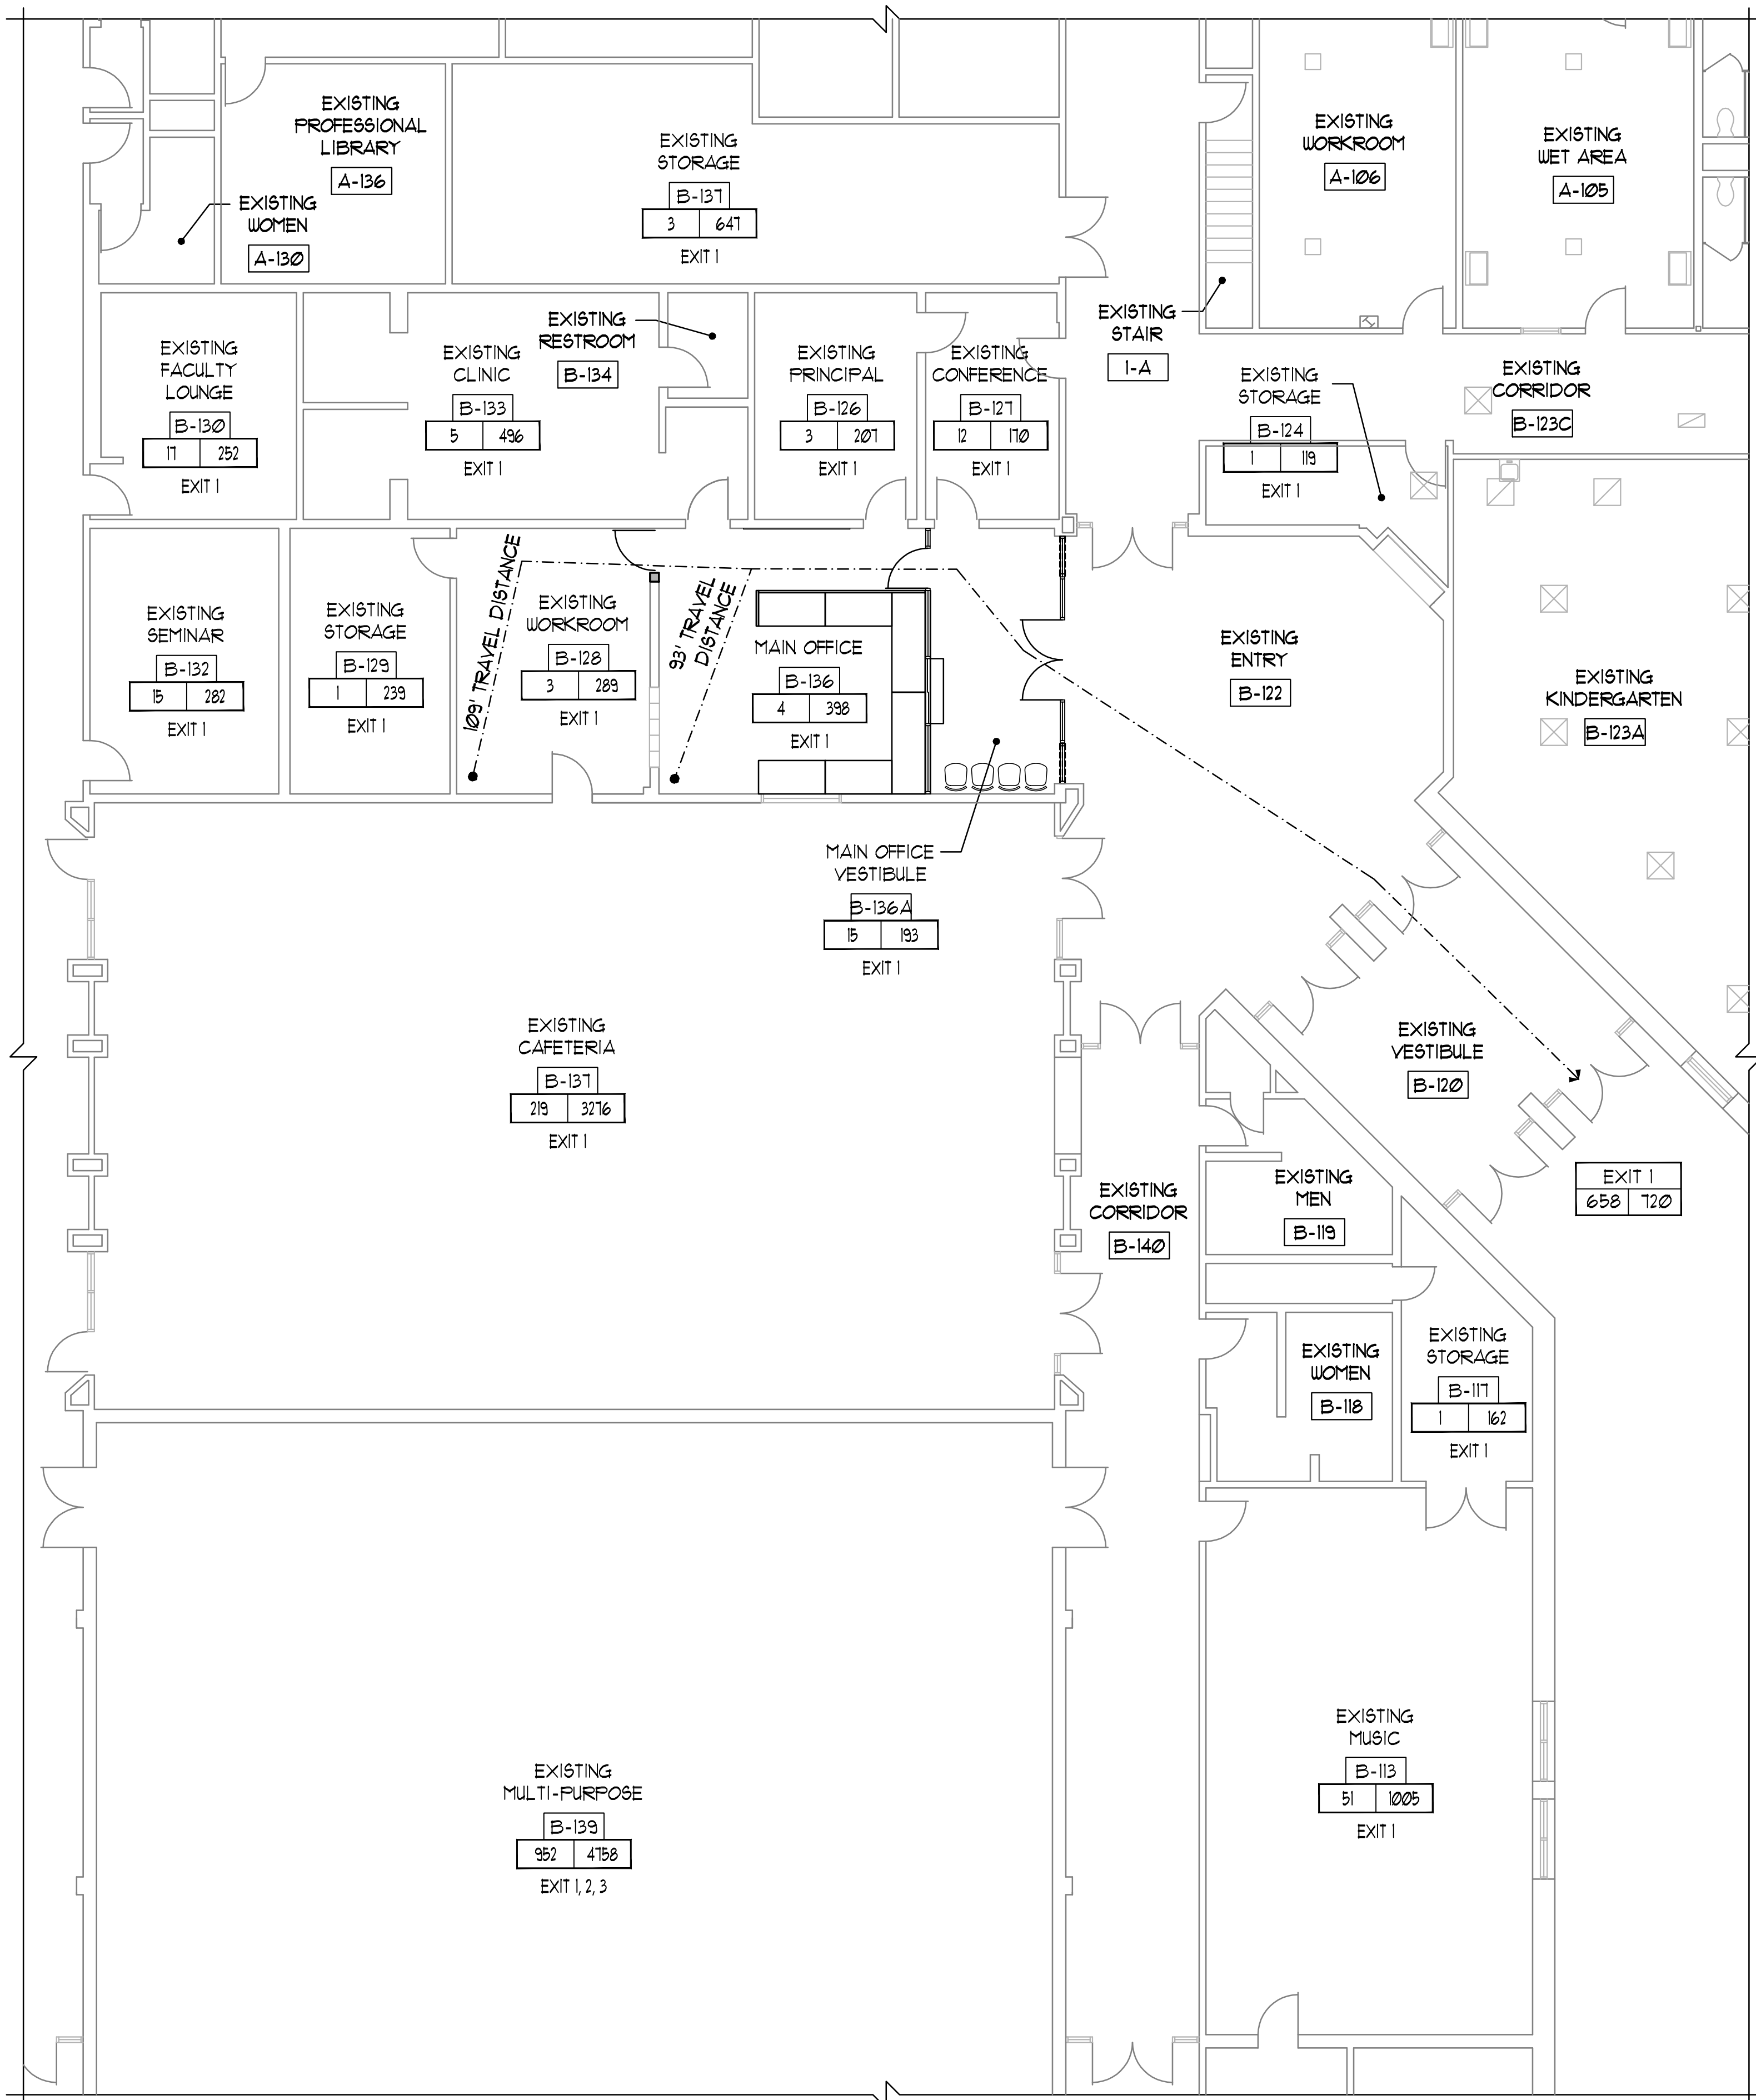 EXISTING
PROFESSIONAL
LIBRARY
A-136
EXISTING
WOMEN
A-130
EXISTING
STORAGE
B-137
3 647
EXIT 1
EXISTING
WORKROOM
A-106
EXISTING
WET AREA
A-105
EXISTING
FACULTY
LOUNGE
B-130
17 252
EXIT 1
EXISTING
CLINIC
B-133
5 496
EXIT 1
EXISTING
RESTROOM
B-134
EXISTING
PRINCIPAL
B-126
3 207
EXIT 1
EXISTING
CONFERENCE
B-127
12 170
EXIT 1
EXISTING
STAIR
1-A
EXISTING
STORAGE
B-124
1 119
EXIT 1
EXISTING
CORRIDOR
B-123C
EXISTING
SEMINAR
B-132
15 282
EXIT 1
EXISTING
STORAGE
B-129
1 239
EXIT 1
109' TRAVEL DISTANCE
EXISTING
WORKROOM
B-128
3 289
EXIT 1
93' TRAVEL
DISTANCE
MAIN OFFICE
B-136
4 398
EXIT 1
EXISTING
ENTRY
B-122
EXISTING
KINDERGARTEN
B-123A
MAIN OFFICE
VESTIBULE
B-136A
15 193
EXIT 1
EXISTING
CAFETERIA
B-137
219 3276
EXIT 1
EXISTING
VESTIBULE
B-120
EXIT 1
658 720
EXISTING
CORRIDOR
B-140
EXISTING
MEN
B-119
EXISTING
WOMEN
B-118
EXISTING
STORAGE
B-117
1 162
EXIT 1
EXISTING
MUSIC
B-113
51 1005
EXIT 1
EXISTING
MULTI-PURPOSE
B-139
952 4758
EXIT 1, 2, 3